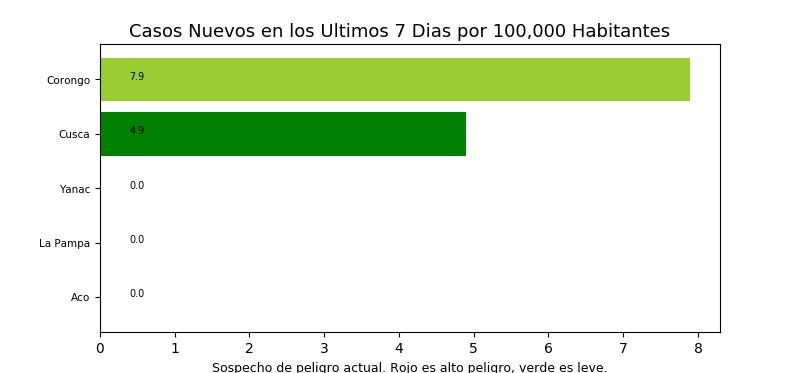 Casos Nuevos en los Ultimos 7 Dias por 100,000 Habitantes
Corongo 7.9
Cusca 4.9
Yanac 0.0
La Pampa 0.0
Aco 0.0
0 1 2 3 4 5 6 7 8
Sospecho de peligro actual. Rojo es alto peligro, verde es leve.